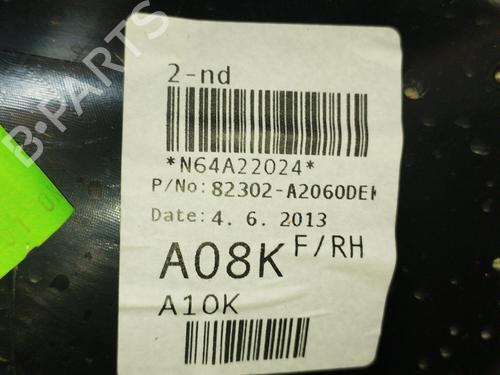 2-nd
*N64A22024*
P/No: 82302-A2060DEK
Date: 4. 6. 2013
A08K F/RH
A10K
B-PARTS